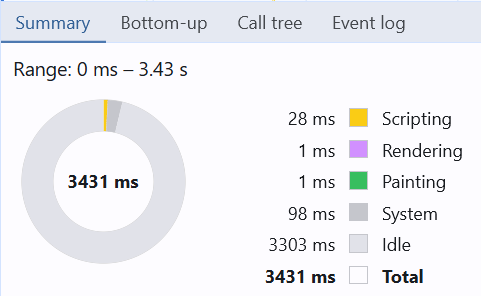 Summary Bottom-up Call tree Event log
Range: 0 ms – 3.43 s
3431 ms
28 ms Scripting
1 ms Rendering
1 ms Painting
98 ms System
3303 ms Idle
3431 ms Total